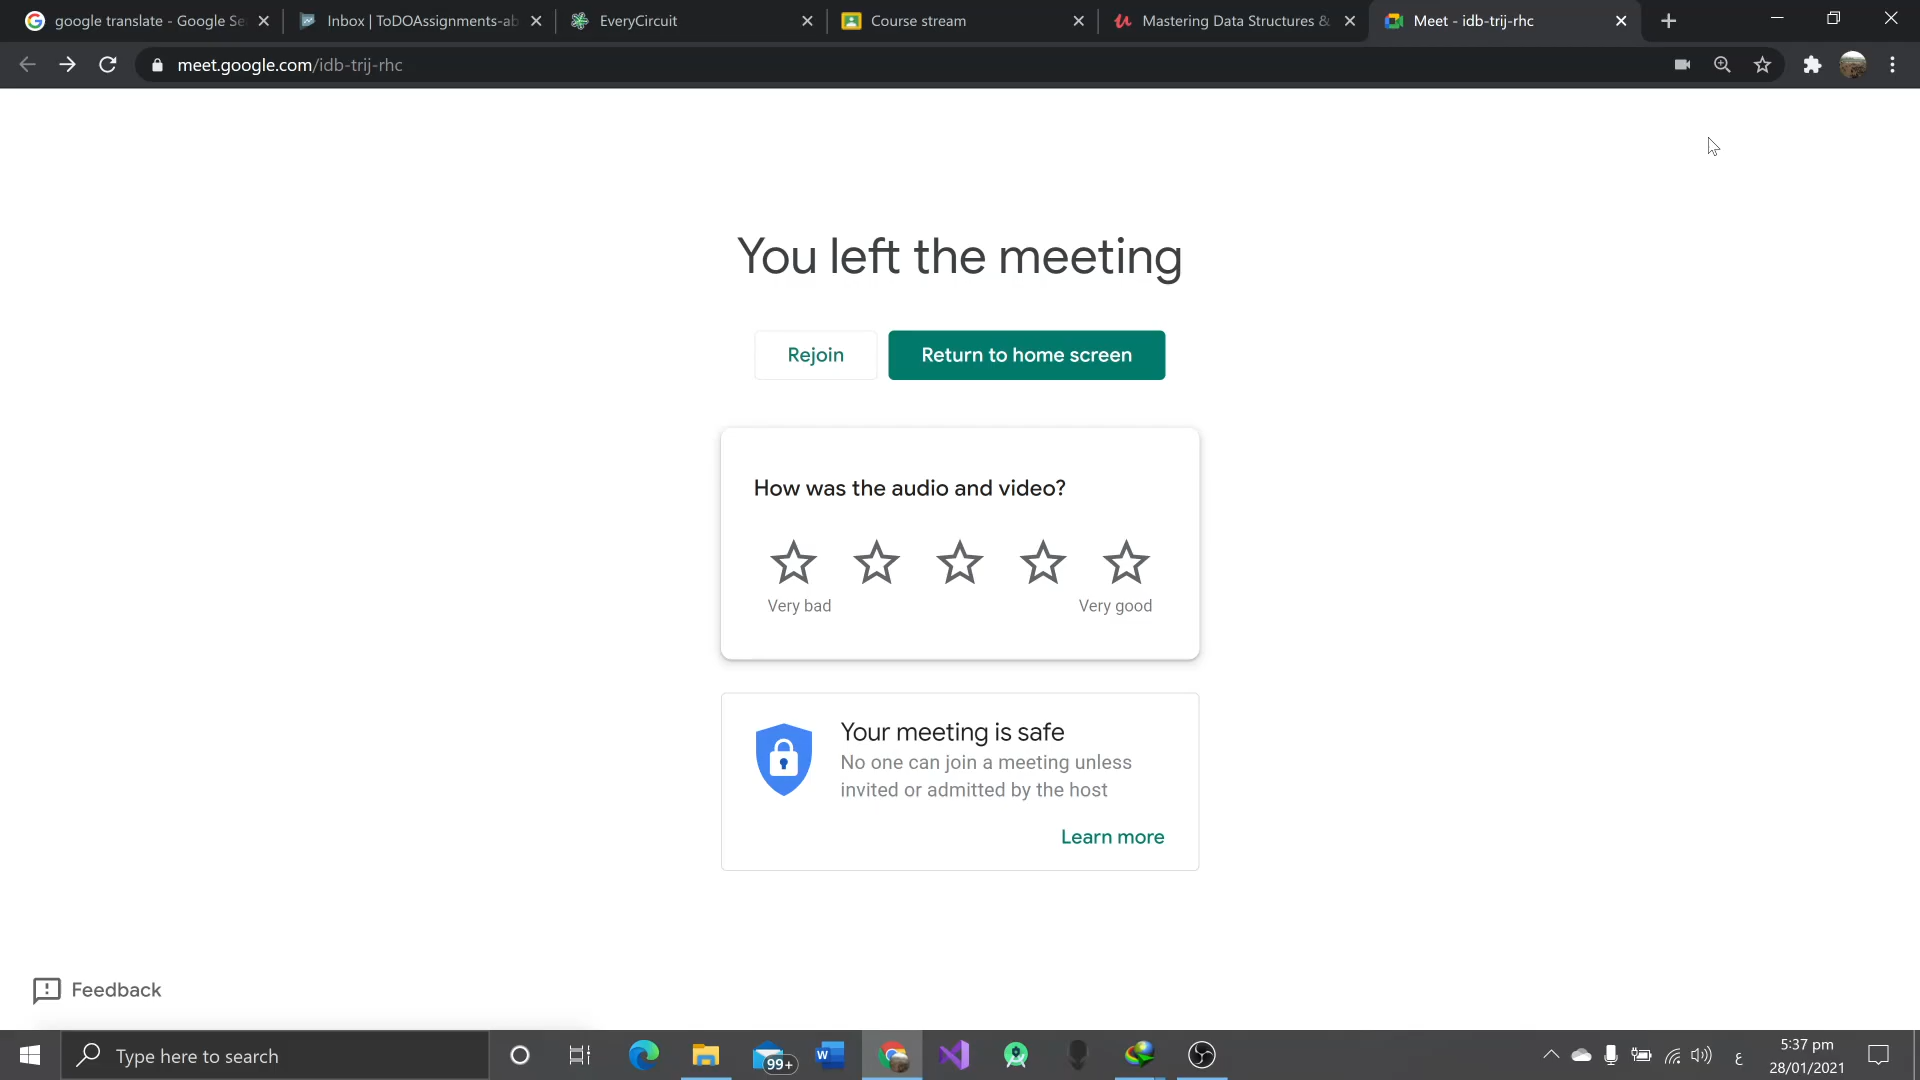 google translate - Google Se
Inbox | ToDOAssignments-ab
EveryCircuit
Course stream
Mastering Data Structures &
Meet - idb-trij-rhc
meet.google.com/idb-trij-rhc
You left the meeting
Rejoin
Return to home screen
How was the audio and video?
Very bad
Very good
Your meeting is safe
No one can join a meeting unless
invited or admitted by the host
Learn more
Feedback
Type here to search
99+
W
ع
5:37 pm
28/01/2021